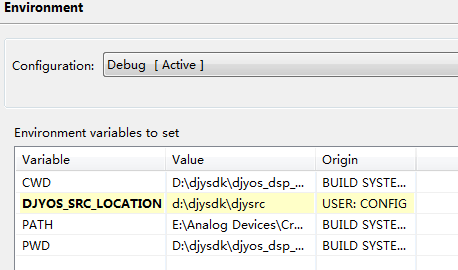 Environment
Configuration: Debug [ Active ]
Environment variables to set
Variable Value Origin
CWD D:\djysdk\djyos_dsp_... BUILD SYSTE...
DJYOS_SRC_LOCATION d:\djysdk\djysrc USER: CONFIG
PATH E:\Analog Devices\Cr... BUILD SYSTE...
PWD D:\djysdk\djyos_dsp_... BUILD SYSTE...